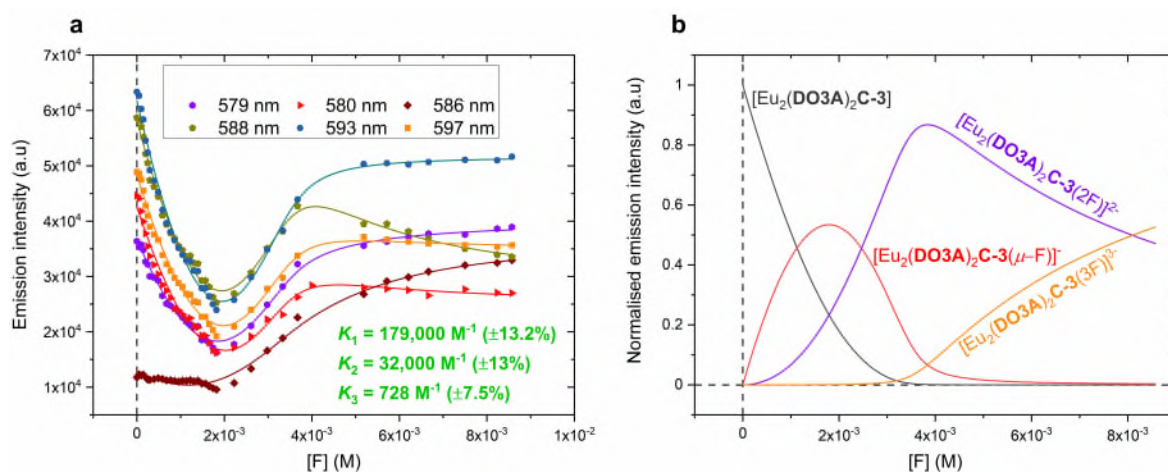 a
Emission intensity (a.u)
7x10⁴
6x10⁴
5x10⁴
4x10⁴
3x10⁴
2x10⁴
1x10⁴
579 nm 580 nm 586 nm
588 nm 593 nm 597 nm
K₁ = 179,000 M⁻¹ (±13.2%)
K₂ = 32,000 M⁻¹ (±13%)
K₃ = 728 M⁻¹ (±7.5%)
0 2x10⁻³ 4x10⁻³ 6x10⁻³ 8x10⁻³ 1x10⁻²
[F] (M)
b
Normalised emission intensity (a.u)
1
0.8
0.6
0.4
0.2
0
[Eu₂(DO3A)₂C-3]
[Eu₂(DO3A)₂C-3(2F)]²⁻
[Eu₂(DO3A)₂C-3(μ–F)]⁻
[Eu₂(DO3A)₂C-3(3F)]³⁻
0 2x10⁻³ 4x10⁻³ 6x10⁻³ 8x10⁻³
[F] (M)